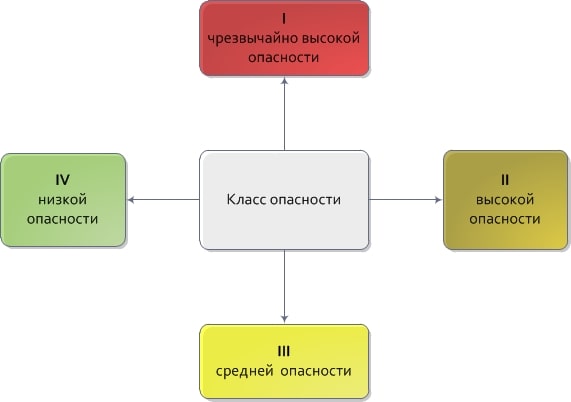 I
чрезвычайно высокой
опасности
IV
низкой
опасности
Класс опасности
II
высокой
опасности
III
средней опасности